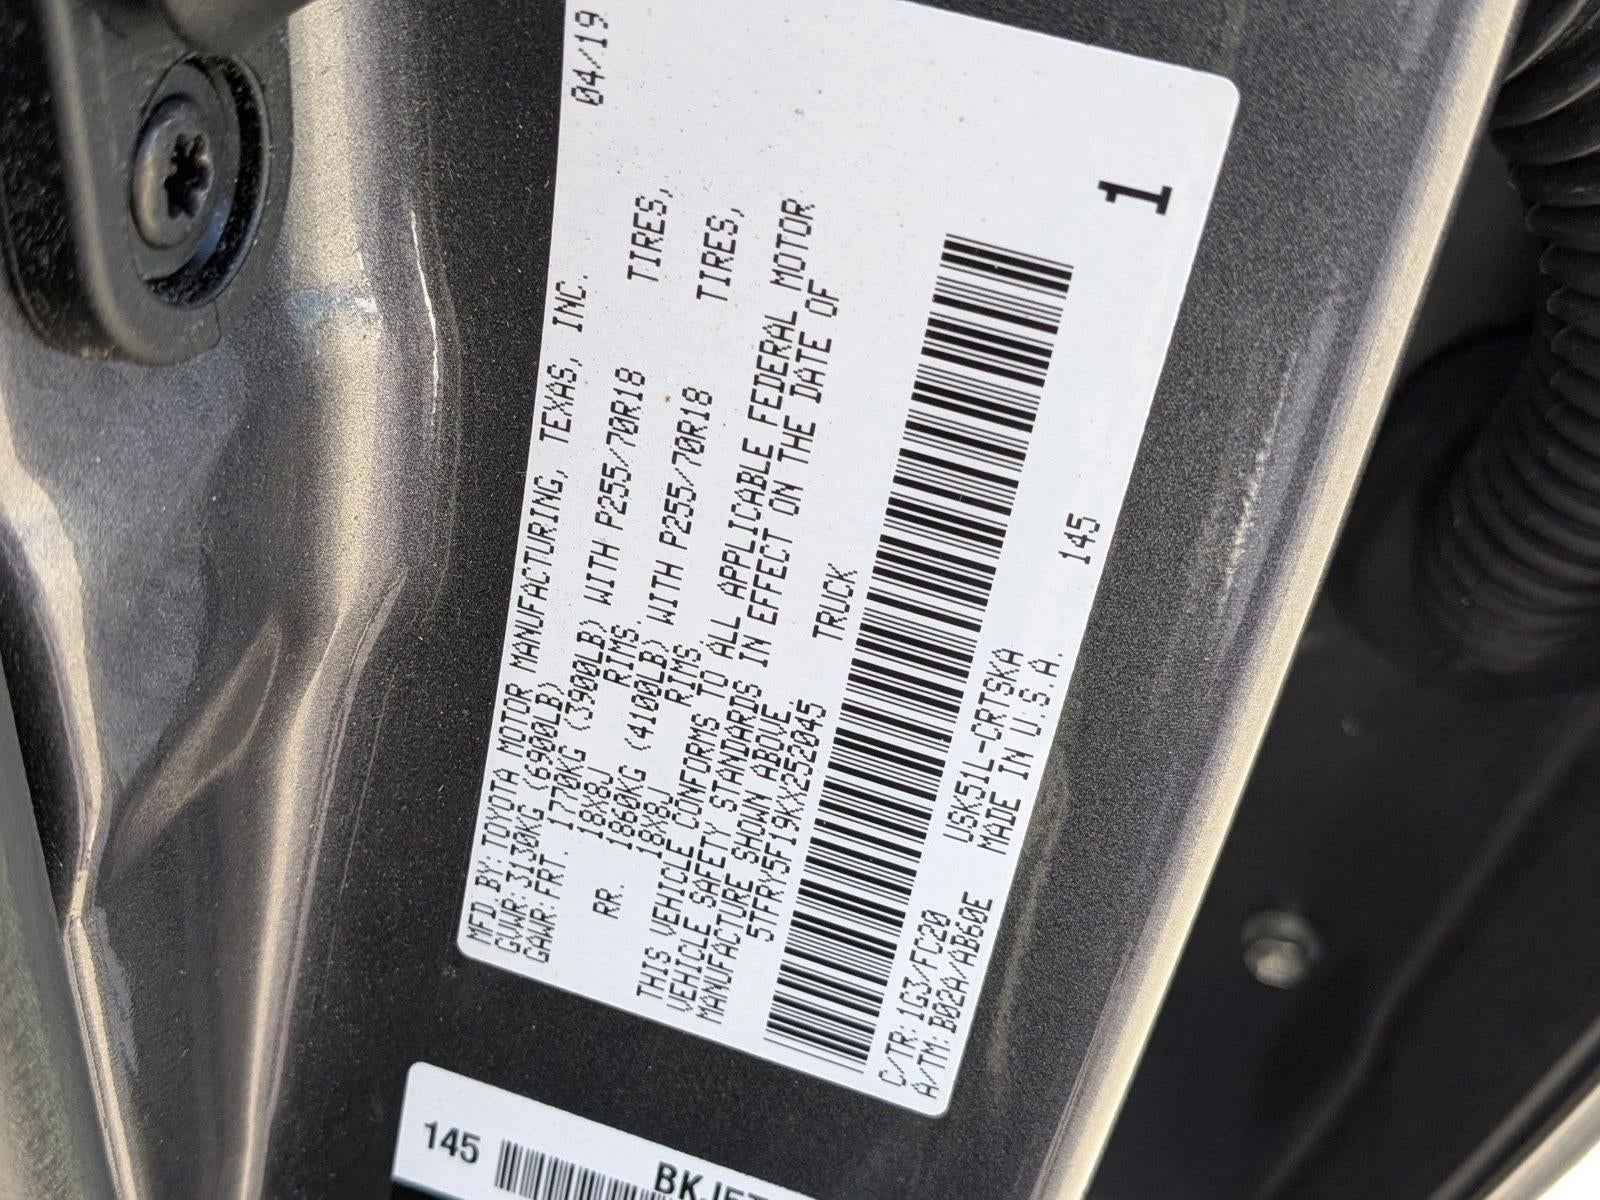 MFD BY: TOYOTA MOTOR MANUFACTURING, TEXAS, INC. 04/19
GVWR: 3130KG (6900LB)
GAWR: FRT. 1770KG (3900LB) WITH P255/70R18 TIRES,
18X8J RIMS,
RR. 1860KG (4100LB) WITH P255/70R18 TIRES,
18X8J RIMS.
THIS VEHICLE CONFORMS TO ALL APPLICABLE FEDERAL MOTOR
VEHICLE SAFETY STANDARDS IN EFFECT ON THE DATE OF
MANUFACTURE SHOWN ABOVE.
5TFRY5F19KX252045 TRUCK
1
C/TR: 1G3/FC20 USK51L-CRTSKA 145
A/TM: B02A/AB60E MADE IN U.S.A.
145